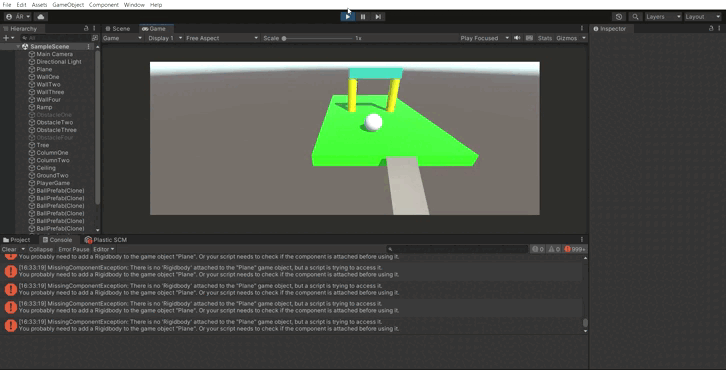 File Edit Assets GameObject Component Window Help
AR Layers Layout
Hierarchy Scene Game Inspector
All Game Display 1 Free Aspect Scale 1x Play Focused Stats Gizmos
SampleScene
Main Camera
Directional Light
Plane
WallOne
WallTwo
WallThree
WallFour
Ramp
ObstacleOne
ObstacleTwo
ObstacleThree
ObstacleFour
Tree
ColumnOne
ColumnTwo
Ceiling
GroundTwo
PlayerGame
BallPrefab(Clone)
BallPrefab(Clone)
BallPrefab(Clone)
BallPrefab(Clone)
BallPrefab(Clone)
BallPrefab(Clone)
Project Console Plastic SCM
Clear Collapse Error Pause Editor 0 0 999+
You probably need to add a Rigidbody to the game object "Plane". Or your script needs to check if the component is attached before using it.
[16:33:19] MissingComponentException: There is no 'Rigidbody' attached to the "Plane" game object, but a script is trying to access it.
You probably need to add a Rigidbody to the game object "Plane". Or your script needs to check if the component is attached before using it.
[16:33:19] MissingComponentException: There is no 'Rigidbody' attached to the "Plane" game object, but a script is trying to access it.
You probably need to add a Rigidbody to the game object "Plane". Or your script needs to check if the component is attached before using it.
[16:33:19] MissingComponentException: There is no 'Rigidbody' attached to the "Plane" game object, but a script is trying to access it.
You probably need to add a Rigidbody to the game object "Plane". Or your script needs to check if the component is attached before using it.
[16:33:19] MissingComponentException: There is no 'Rigidbody' attached to the "Plane" game object, but a script is trying to access it.
You probably need to add a Rigidbody to the game object "Plane". Or your script needs to check if the component is attached before using it.